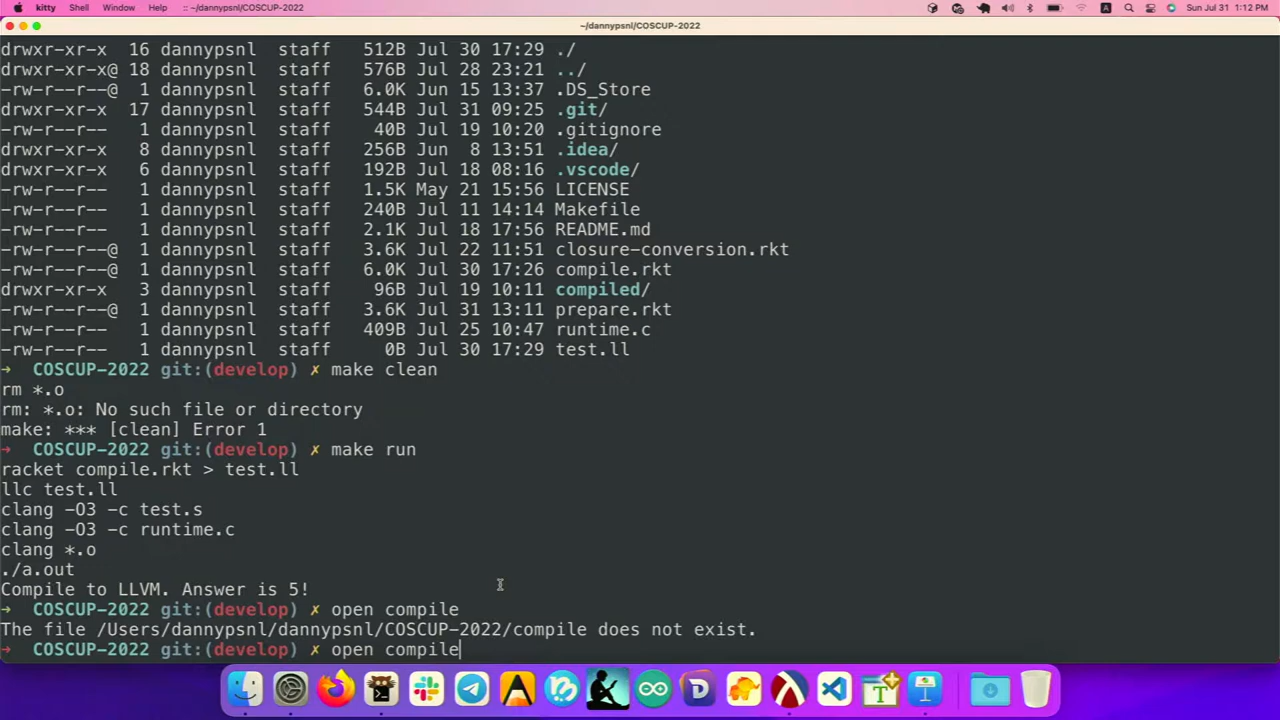 kitty Shell Window :: ~/dannypsnl/COSCUP-2022 A Sun Jul 31 1:12 PM
~/dannypsnl/COSCUP-2022
drwxr-xr-x 16 dannypsnl staff 512B Jul 30 17:29 ./
drwxr-xr-x@ 18 dannypsnl staff 576B Jul 28 23:21 ../
-rw-r--r--@ 1 dannypsnl staff 6.0K Jun 15 13:37 .DS_Store
drwxr-xr-x 17 dannypsnl staff 544B Jul 31 09:25 .git/
-rw-r--r-- 1 dannypsnl staff 40B Jul 19 10:20 .gitignore
drwxr-xr-x 8 dannypsnl staff 256B Jun 8 13:51 .idea/
drwxr-xr-x 6 dannypsnl staff 192B Jul 18 08:16 .vscode/
-rw-r--r-- 1 dannypsnl staff 1.5K May 21 15:56 LICENSE
-rw-r--r-- 1 dannypsnl staff 240B Jul 11 14:14 Makefile
-rw-r--r-- 1 dannypsnl staff 2.1K Jul 18 17:56 README.md
-rw-r--r--@ 1 dannypsnl staff 3.6K Jul 22 11:51 closure-conversion.rkt
-rw-r--r--@ 1 dannypsnl staff 6.0K Jul 30 17:26 compile.rkt
drwxr-xr-x 3 dannypsnl staff 96B Jul 19 10:11 compiled/
-rw-r--r--@ 1 dannypsnl staff 3.6K Jul 31 13:11 prepare.rkt
-rw-r--r-- 1 dannypsnl staff 409B Jul 25 10:47 runtime.c
-rw-r--r-- 1 dannypsnl staff 0B Jul 30 17:29 test.ll
➜ COSCUP-2022 git:(develop) ✗ make clean
rm *.o
rm: *.o: No such file or directory
make: *** [clean] Error 1
➜ COSCUP-2022 git:(develop) ✗ make run
racket compile.rkt > test.ll
llc test.ll
clang -O3 -c test.s
clang -O3 -c runtime.c
clang *.o
./a.out
Compile to LLVM. Answer is 5!
➜ COSCUP-2022 git:(develop) ✗ open compile
The file /Users/dannypsnl/dannypsnl/COSCUP-2022/compile does not exist.
➜ COSCUP-2022 git:(develop) ✗ open compile